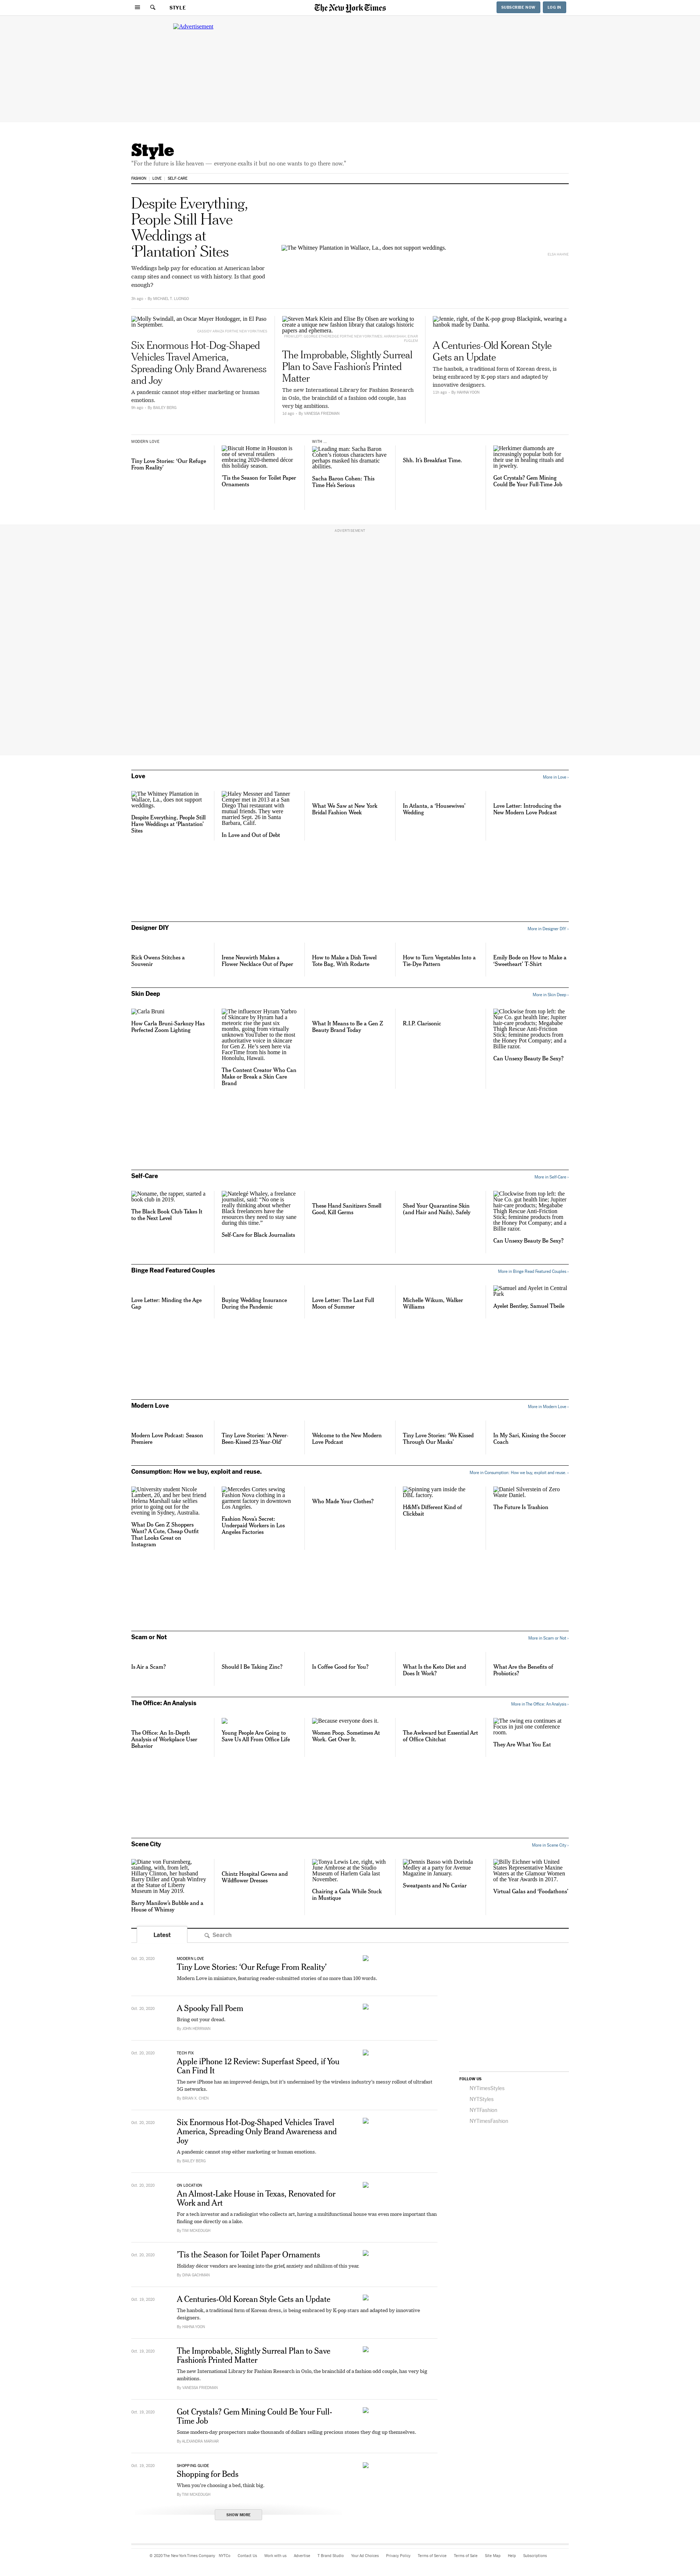 STYLE
The New York Times
SUBSCRIBE NOW
LOG IN
Advertisement
Style
"For the future is like heaven — everyone exalts it but no one wants to go there now."
FASHION
LOVE
SELF-CARE
Despite Everything,
People Still Have
Weddings at
‘Plantation’ Sites
Weddings help pay for education at American labor
camp sites and connect us with history. Is that good
enough?
The Whitney Plantation in Wallace, La., does not support weddings.
Molly Swindall, an Oscar Mayer Hotdogger, in El Paso
in September.
Six Enormous Hot-Dog-Shaped
Vehicles Travel America,
Spreading Only Brand Awareness
and Joy
A pandemic cannot stop either marketing or human
emotions.
By BAILEY BERG
Steven Mark Klein and Elise By Olsen are working to
create a unique new fashion library that catalogs historic
papers and ephemera.
The Improbable, Slightly Surreal
Plan to Save Fashion’s Printed
Matter
The new International Library for Fashion Research
in Oslo, the brainchild of a fashion odd couple, has
very big ambitions.
By VANESSA FRIEDMAN
Jennie, right, of the K-pop group Blackpink, wearing a
hanbok made by Danha.
A Centuries-Old Korean Style
Gets an Update
The hanbok, a traditional form of Korean dress, is
being embraced by K-pop stars and adapted by
innovative designers.
MODERN LOVE
Tiny Love Stories: ‘Our Refuge
From Reality’
Biscuit Home in Houston is
one of several retailers
embracing 2020-themed décor
this holiday season.
’Tis the Season for Toilet Paper
Ornaments
WITH ...
Leading man: Sacha Baron
Cohen’s riotous characters have
perhaps masked his dramatic
abilities.
Sacha Baron Cohen: This
Time He’s Serious
Shh. It’s Breakfast Time.
Herkimer diamonds are
increasingly popular both for
their use in healing rituals and
in jewelry.
Got Crystals? Gem Mining
Could Be Your Full-Time Job
ADVERTISEMENT
Love
More in Love ›
The Whitney Plantation in
Wallace, La., does not support
weddings.
Despite Everything, People Still
Have Weddings at ‘Plantation’
Sites
Haley Messner and Tanner
Cemper met in 2013 at a San
Diego Thai restaurant with
mutual friends. They were
married Sept. 26 in Santa
Barbara, Calif.
In Love and Out of Debt
What We Saw at New York
Bridal Fashion Week
In Atlanta, a ‘Housewives’
Wedding
Love Letter: Introducing the
New Modern Love Podcast
Designer DIY
More in Designer DIY ›
Rick Owens Stitches a
Souvenir
Irene Neuwirth Makes a
Flower Necklace Out of Paper
How to Make a Dish Towel
Tote Bag, With Rodarte
How to Turn Vegetables Into a
Tie-Dye Pattern
Emily Bode on How to Make a
‘Sweetheart’ T-Shirt
Skin Deep
More in Skin Deep ›
Carla Bruni
How Carla Bruni-Sarkozy Has
Perfected Zoom Lighting
The influencer Hyram Yarbro
of Skincare by Hyram had a
meteoric rise the past six
months, going from virtually
unknown YouTuber to the most
authoritative voice in skincare
for Gen Z. He’s seen here via
FaceTime from his home in
Honolulu, Hawaii.
The Content Creator Who Can
Make or Break a Skin Care
Brand
What It Means to Be a Gen Z
Beauty Brand Today
R.I.P. Clarisonic
Clockwise from top left: the
Nue Co. gut health line; Jupiter
hair-care products; Megababe
Thigh Rescue Anti-Friction
Stick; feminine products from
the Honey Pot Company; and a
Billie razor.
Can Unsexy Beauty Be Sexy?
Self-Care
More in Self-Care ›
Noname, the rapper, started a
book club in 2019.
The Black Book Club Takes It
to the Next Level
Natelegé Whaley, a freelance
journalist, said: “No one is
really thinking about whether
Black freelancers have the
resources they need to stay sane
during this time.”
Self-Care for Black Journalists
These Hand Sanitizers Smell
Good, Kill Germs
Shed Your Quarantine Skin
(and Hair and Nails), Safely
Clockwise from top left: the
Nue Co. gut health line; Jupiter
hair-care products; Megababe
Thigh Rescue Anti-Friction
Stick; feminine products from
the Honey Pot Company; and a
Billie razor.
Can Unsexy Beauty Be Sexy?
Binge Read Featured Couples
More in Binge Read Featured Couples ›
Love Letter: Minding the Age
Gap
Buying Wedding Insurance
During the Pandemic
Love Letter: The Last Full
Moon of Summer
Michelle Wilkum, Walker
Williams
Samuel and Ayelet in Central
Park
Ayelet Bentley, Samuel Tbeile
Modern Love
More in Modern Love ›
Modern Love Podcast: Season
Premiere
Tiny Love Stories: ‘A Never-
Been-Kissed 23-Year-Old’
Welcome to the New Modern
Love Podcast
Tiny Love Stories: ‘We Kissed
Through Our Masks’
In My Sari, Kissing the Soccer
Coach
Consumption: How we buy, exploit and reuse.
More in Consumption: How we buy, exploit and reuse. ›
University student Nicole
Lambert, 20, and her best friend
Helena Marshall take selfies
prior to going out for the
evening in Sydney, Australia.
What Do Gen Z Shoppers
Want? A Cute, Cheap Outfit
That Looks Great on
Instagram
Mercedes Cortes sewing
Fashion Nova clothing in a
garment factory in downtown
Los Angeles.
Fashion Nova’s Secret:
Underpaid Workers in Los
Angeles Factories
Who Made Your Clothes?
Spinning yarn inside the
DBL factory.
H&M’s Different Kind of
Clickbait
Daniel Silverstein of Zero
Waste Daniel.
The Future Is Trashion
Scam or Not
More in Scam or Not ›
Is Air a Scam?
Should I Be Taking Zinc?
Is Coffee Good for You?
What Is the Keto Diet and
Does It Work?
What Are the Benefits of
Probiotics?
The Office: An Analysis
More in The Office: An Analysis ›
The Office: An In-Depth
Analysis of Workplace User
Behavior
Young People Are Going to
Save Us All From Office Life
Because everyone does it.
Women Poop. Sometimes At
Work. Get Over It.
The Awkward but Essential Art
of Office Chitchat
The swing era continues at
Focus in just one conference
room.
They Are What You Eat
Scene City
More in Scene City ›
Diane von Furstenberg,
standing, with, from left,
Hillary Clinton, her husband
Barry Diller and Oprah Winfrey
at the Statue of Liberty
Museum in May 2019.
Barry Manilow’s Bubble and a
House of Whimsy
Chintz Hospital Gowns and
Wildflower Dresses
Tonya Lewis Lee, right, with
June Ambrose at the Studio
Museum of Harlem Gala last
November.
Chairing a Gala While Stuck
in Mustique
Dennis Basso with Dorinda
Medley at a party for Avenue
Magazine in January.
Sweatpants and No Caviar
Billy Eichner with United
States Representative Maxine
Waters at the Glamour Women
of the Year Awards in 2017.
Virtual Galas and ‘Foodathons’
Latest
Search
Oct. 20, 2020
MODERN LOVE
Tiny Love Stories: ‘Our Refuge From Reality’
Modern Love in miniature, featuring reader-submitted stories of no more than 100 words.
Oct. 20, 2020
A Spooky Fall Poem
Bring out your dread.
Oct. 20, 2020
TECH FIX
Apple iPhone 12 Review: Superfast Speed, if You
Can Find It
The new iPhone has an improved design, but it’s undermined by the wireless industry’s messy rollout of ultrafast
5G networks.
By BRIAN X. CHEN
Oct. 20, 2020
Six Enormous Hot-Dog-Shaped Vehicles Travel
America, Spreading Only Brand Awareness and
Joy
A pandemic cannot stop either marketing or human emotions.
By BAILEY BERG
Oct. 20, 2020
ON LOCATION
An Almost-Lake House in Texas, Renovated for
Work and Art
For a tech investor and a radiologist who collects art, having a multifunctional house was even more important than
finding one directly on a lake.
By TIM McKEOUGH
Oct. 20, 2020
’Tis the Season for Toilet Paper Ornaments
Holiday décor vendors are leaning into the grief, anxiety and nihilism of this year.
Oct. 19, 2020
A Centuries-Old Korean Style Gets an Update
The hanbok, a traditional form of Korean dress, is being embraced by K-pop stars and adapted by innovative
designers.
Oct. 19, 2020
The Improbable, Slightly Surreal Plan to Save
Fashion’s Printed Matter
The new International Library for Fashion Research in Oslo, the brainchild of a fashion odd couple, has very big
ambitions.
By VANESSA FRIEDMAN
Oct. 19, 2020
Got Crystals? Gem Mining Could Be Your Full-
Time Job
Some modern-day prospectors make thousands of dollars selling precious stones they dug up themselves.
Oct. 19, 2020
SHOPPING GUIDE
Shopping for Beds
When you’re choosing a bed, think big.
By TIM McKEOUGH
SHOW MORE
FOLLOW US
NYTimesStyles
NYTStyles
NYTFashion
NYTimesfashion
© 2020 The New York Times Company
NYTCo
Contact Us
Work with us
Advertise
T Brand Studio
Your Ad Choices
Privacy Policy
Terms of Service
Terms of Sale
Site Map
Help
Subscriptions